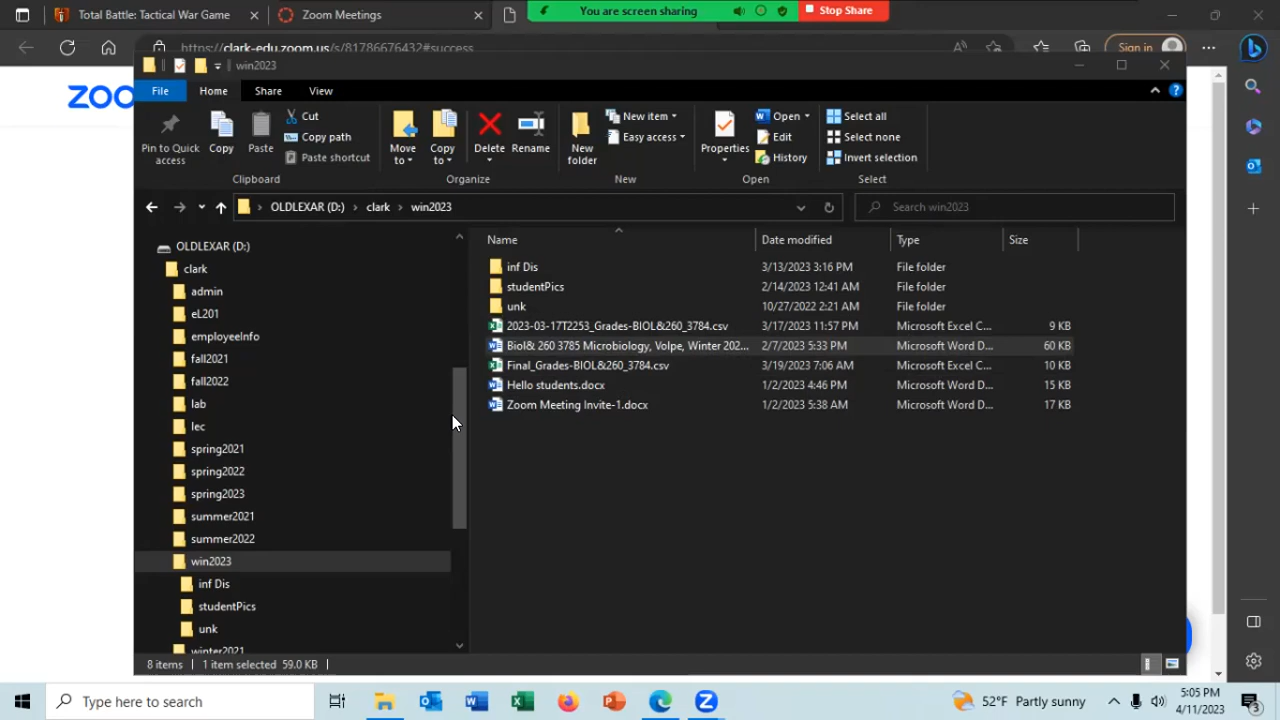 Total Battle: Tactical War Game
Zoom Meetings
You are screen sharing
Stop Share
https://clark-edu.zoom.us/s/81786676432#success
Sign in
zoo
win2023
File Home Share View
Pin to Quick access
Copy
Paste
Cut
Copy path
Paste shortcut
Move to
Copy to
Delete
Rename
New folder
New item
Easy access
Properties
Open
Edit
History
Select all
Select none
Invert selection
Clipboard Organize New Open Select
OLDLEXAR (D:) > clark > win2023
Search win2023
OLDLEXAR (D:)
clark
admin
eL201
employeeInfo
fall2021
fall2022
lab
lec
spring2021
spring2022
spring2023
summer2021
summer2022
win2023
inf Dis
studentPics
unk
winter2021
Name Date modified Type Size
inf Dis 3/13/2023 3:16 PM File folder
studentPics 2/14/2023 12:41 AM File folder
unk 10/27/2022 2:21 AM File folder
2023-03-17T2253_Grades-BIOL&260_3784.csv 3/17/2023 11:57 PM Microsoft Excel C... 9 KB
Biol& 260 3785 Microbiology, Volpe, Winter 202... 2/7/2023 5:33 PM Microsoft Word D... 60 KB
Final_Grades-BIOL&260_3784.csv 3/19/2023 7:06 AM Microsoft Excel C... 10 KB
Hello students.docx 1/2/2023 4:46 PM Microsoft Word D... 15 KB
Zoom Meeting Invite-1.docx 1/2/2023 5:38 AM Microsoft Word D... 17 KB
8 items 1 item selected 59.0 KB
Type here to search
52°F Partly sunny
5:05 PM
4/11/2023
3